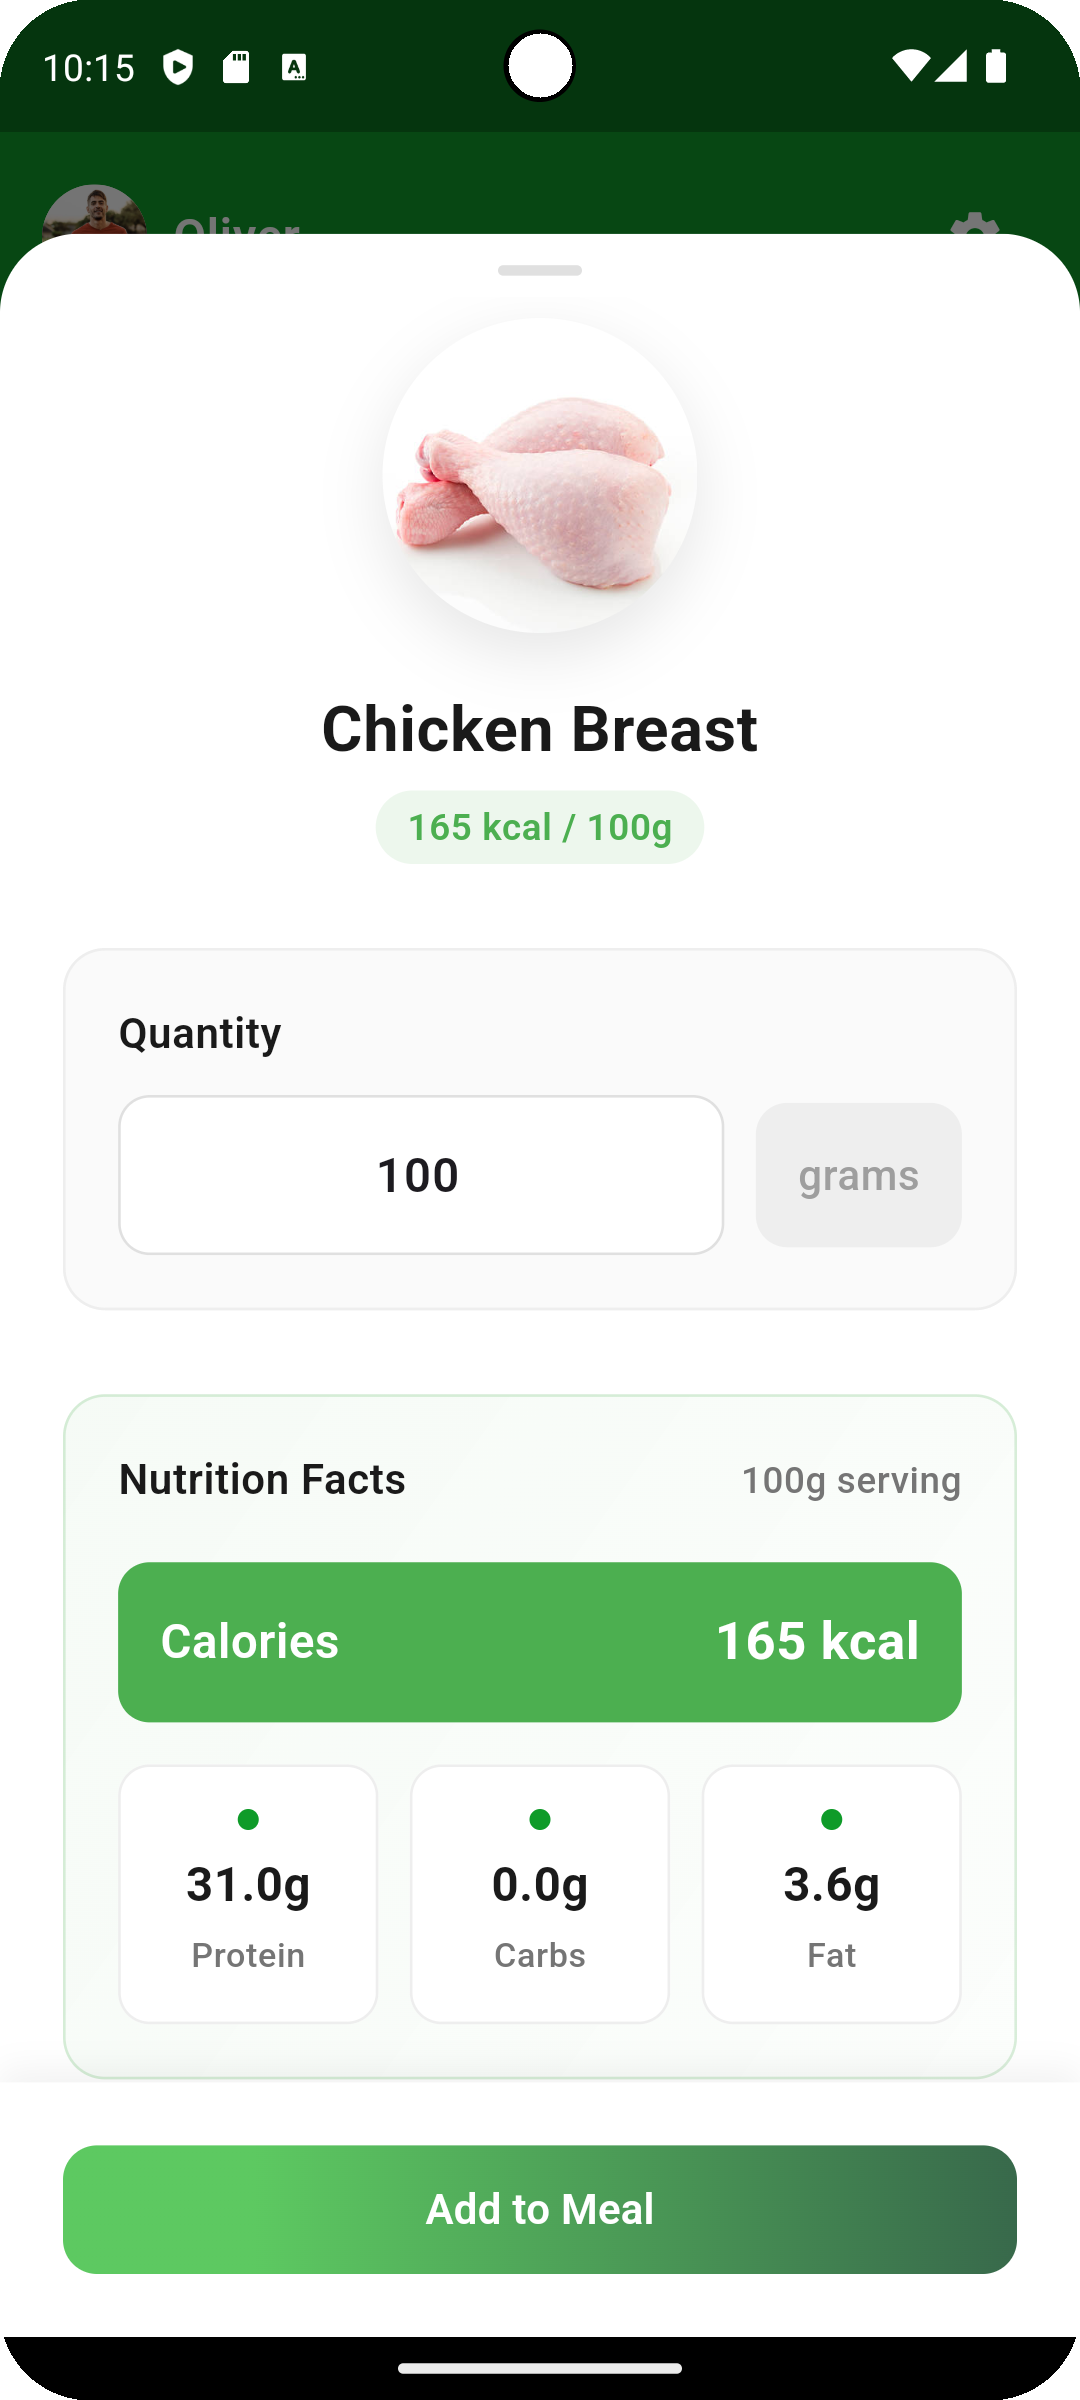 10:15
Oliver
Chicken Breast
165 kcal / 100g
Quantity
100
grams
Nutrition Facts
100g serving
Calories
165 kcal
31.0g
0.0g
3.6g
Protein
Carbs
Fat
Add to Meal